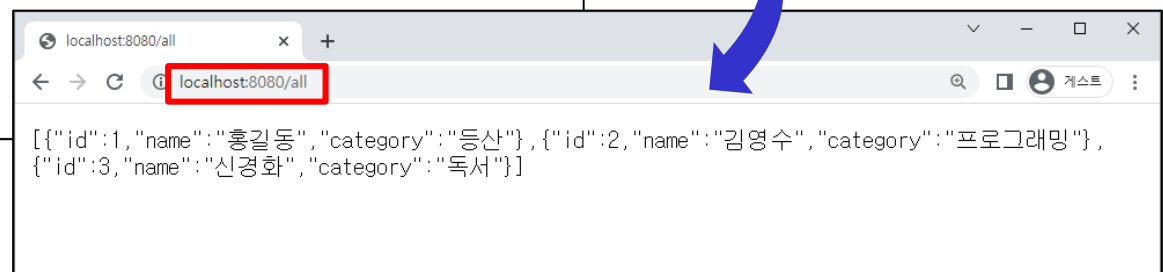 localhost:8080/all
localhost:8080/all
게스트
[{"id":1,"name":"홍길동","category":"등산"},{"id":2,"name":"김영수","category":"프로그래밍"},
{"id":3,"name":"신경화","category":"독서"}]